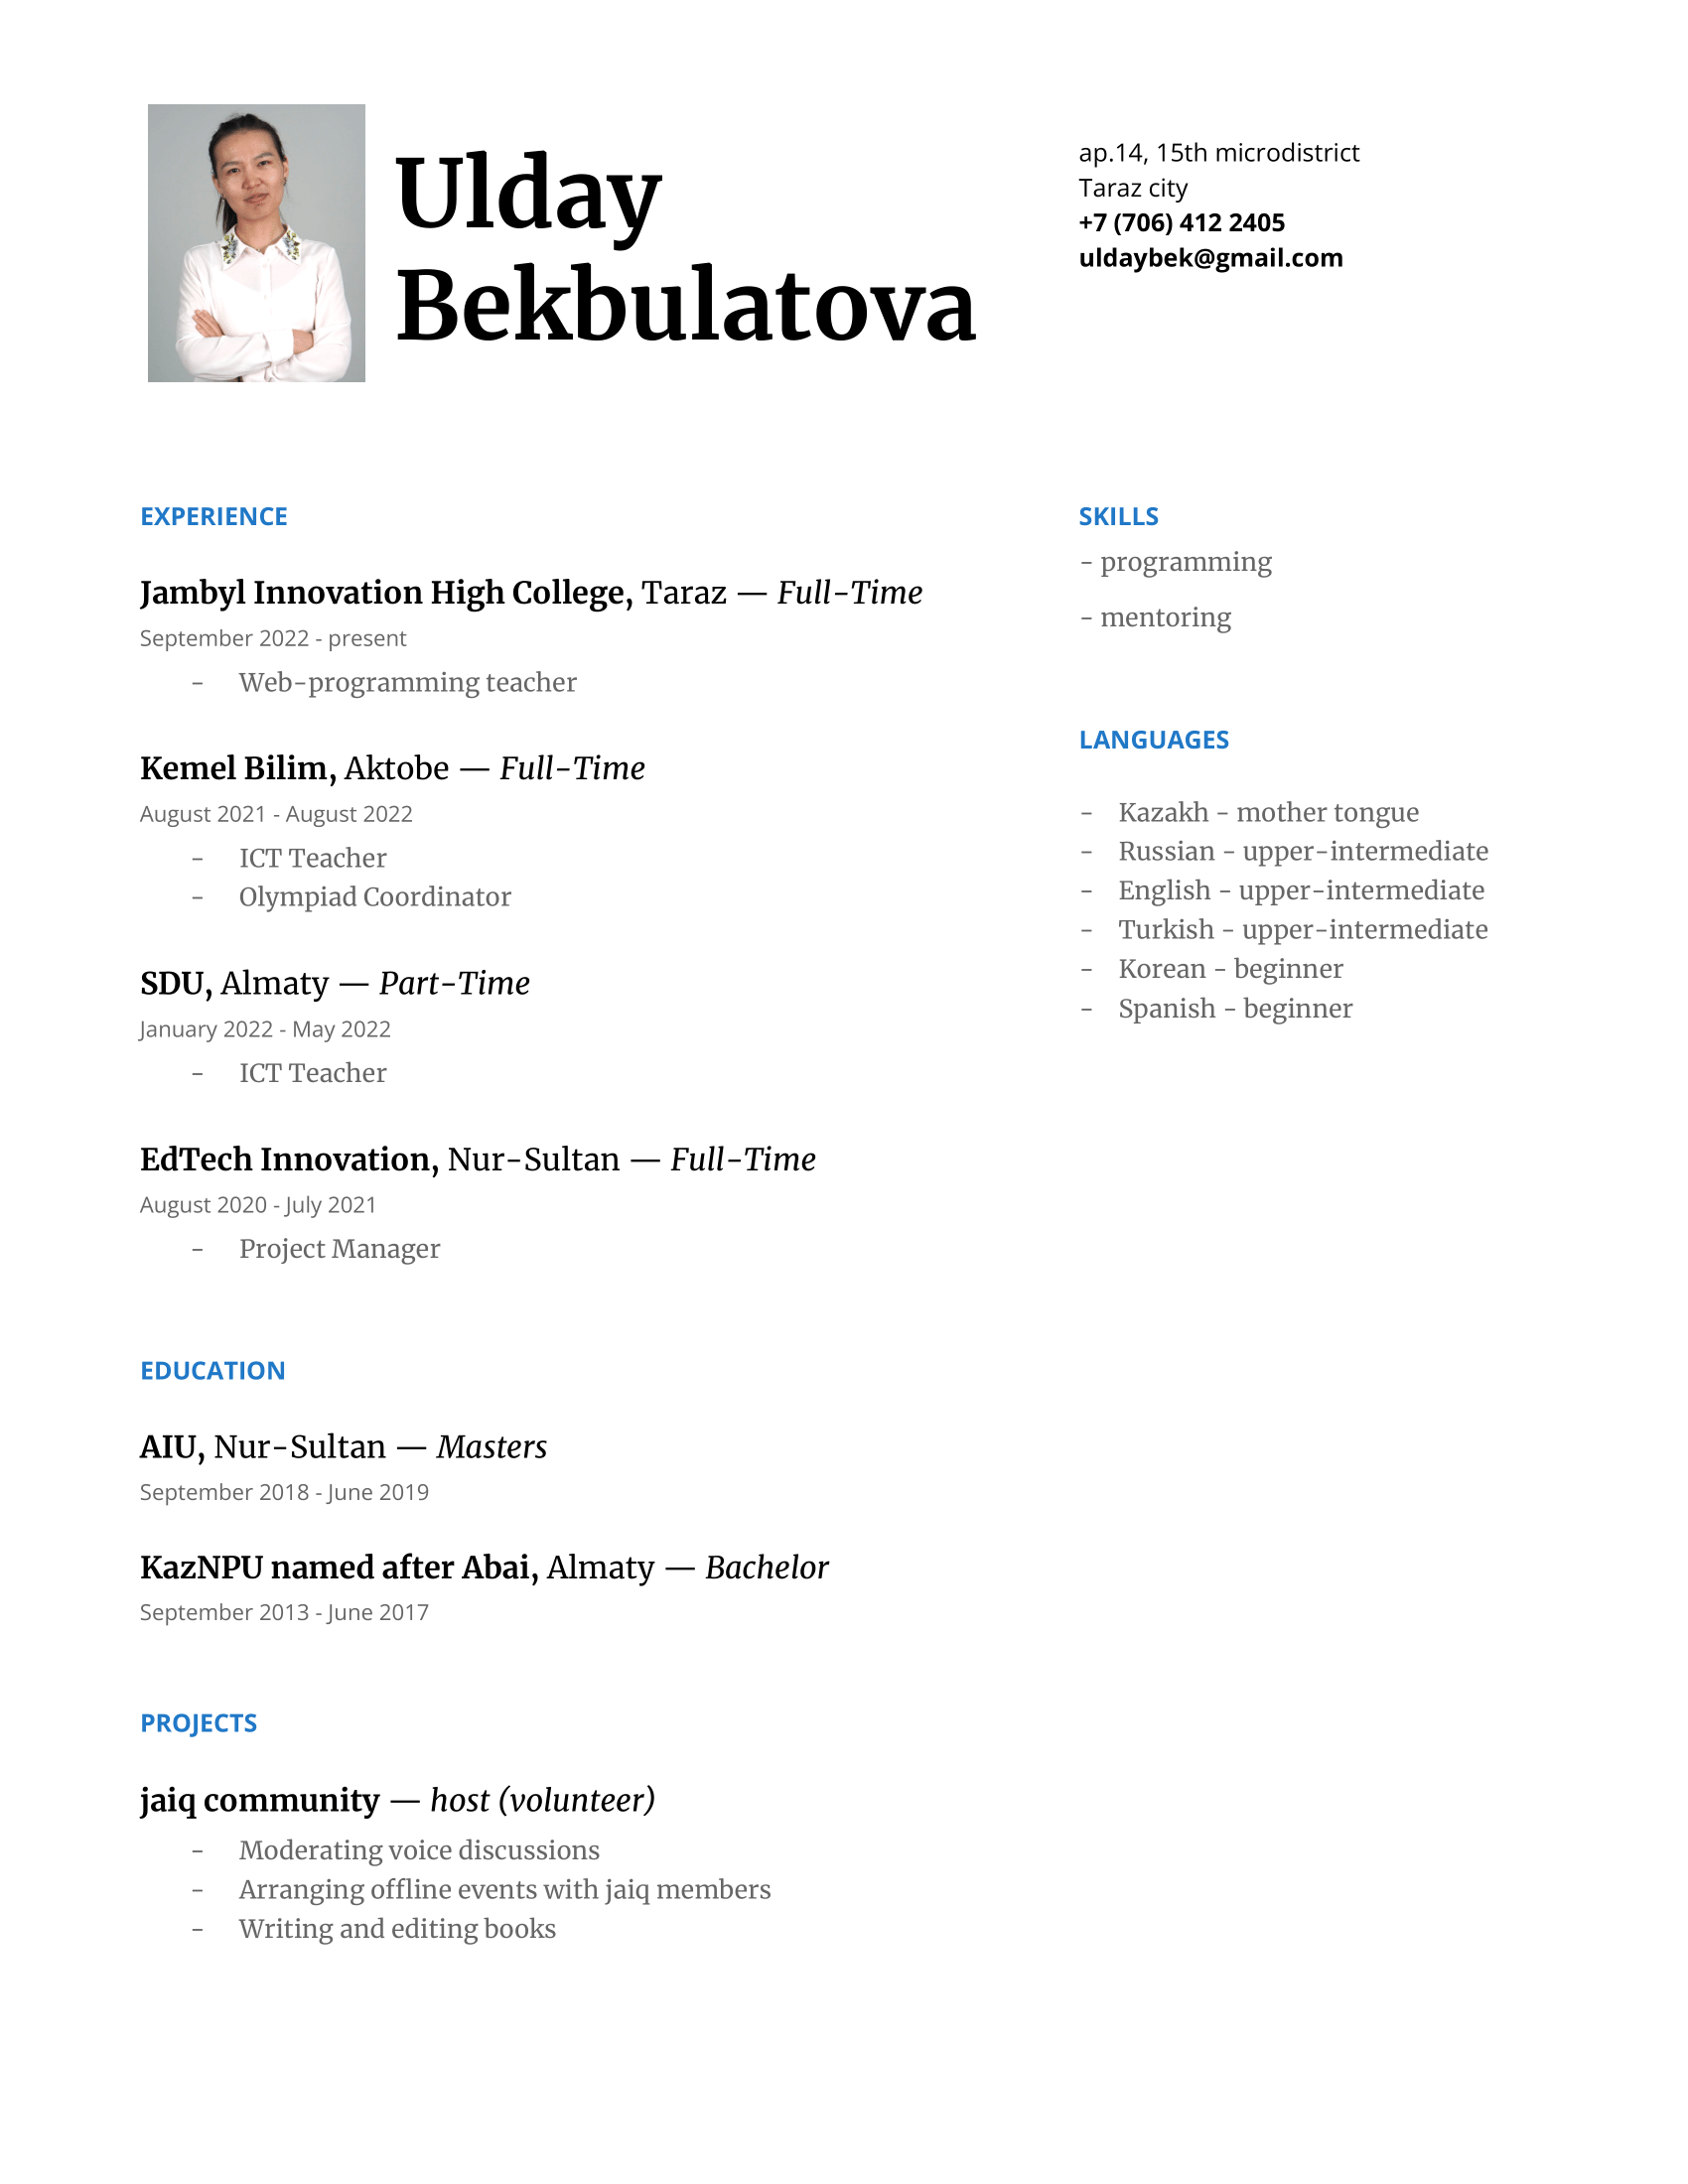 Ulday
Bekbulatova
ap.14, 15th microdistrict
Taraz city
+7 (706) 412 2405
uldaybek@gmail.com
EXPERIENCE
Jambyl Innovation High College, Taraz — Full-Time
September 2022 - present
- Web-programming teacher
Kemel Bilim, Aktobe — Full-Time
August 2021 - August 2022
- ICT Teacher
- Olympiad Coordinator
SDU, Almaty — Part-Time
January 2022 - May 2022
- ICT Teacher
EdTech Innovation, Nur-Sultan — Full-Time
August 2020 - July 2021
- Project Manager
EDUCATION
AIU, Nur-Sultan — Masters
September 2018 - June 2019
KazNPU named after Abai, Almaty — Bachelor
September 2013 - June 2017
PROJECTS
jaiq community — host (volunteer)
- Moderating voice discussions
- Arranging offline events with jaiq members
- Writing and editing books
SKILLS
- programming
- mentoring
LANGUAGES
- Kazakh - mother tongue
- Russian - upper-intermediate
- English - upper-intermediate
- Turkish - upper-intermediate
- Korean - beginner
- Spanish - beginner